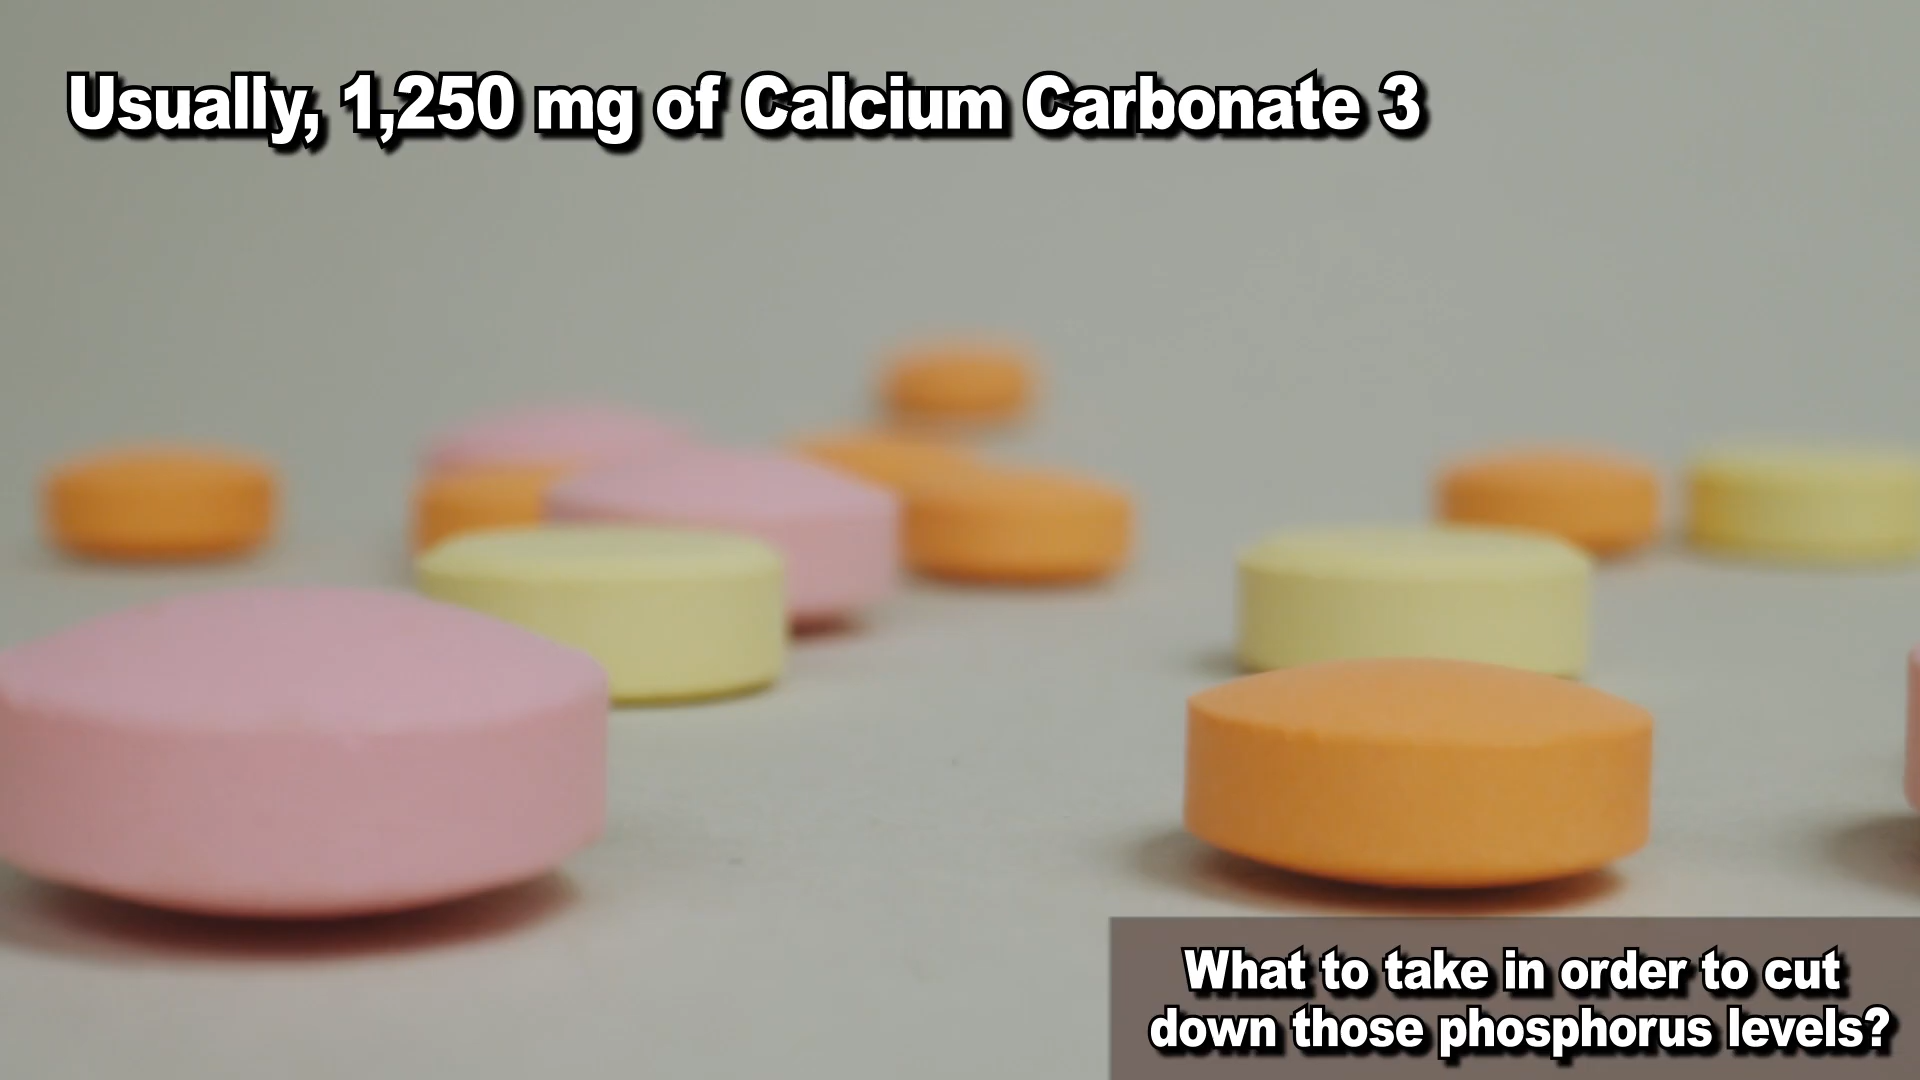 Usually, 1,250 mg of Calcium Carbonate 3
What to take in order to cut
down those phosphorus levels?